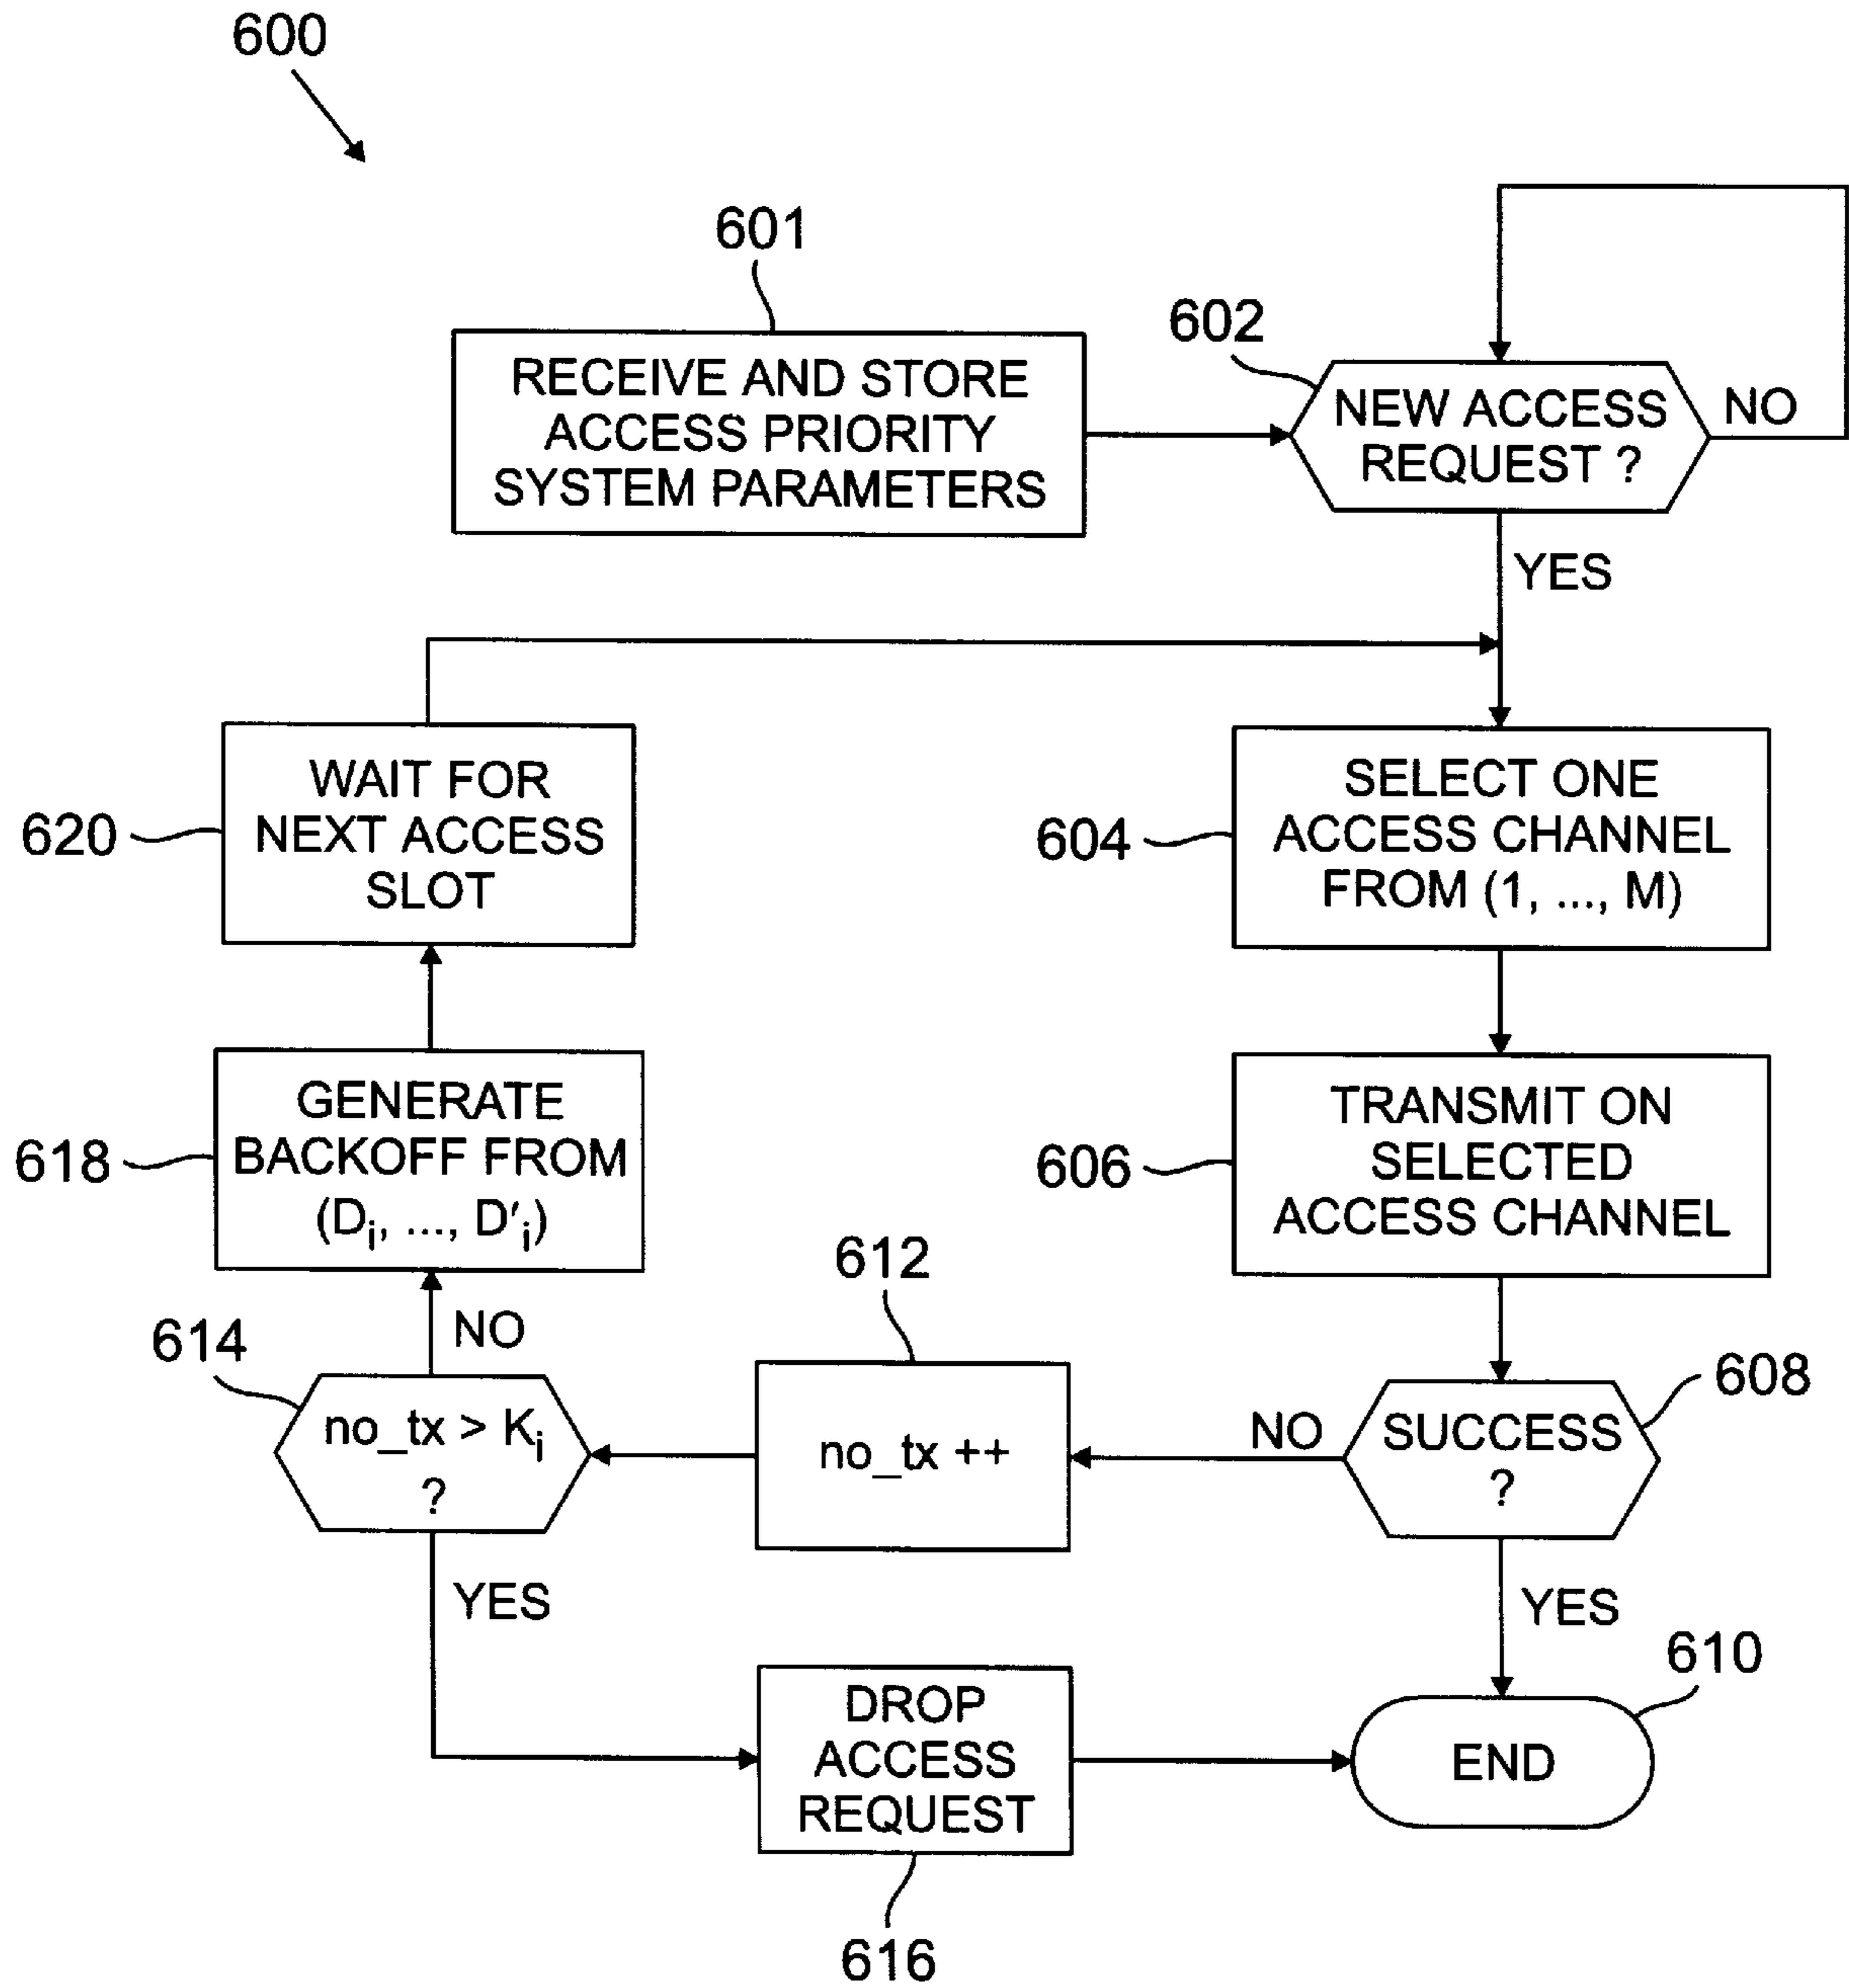 600
601
RECEIVE AND STORE
ACCESS PRIORITY
SYSTEM PARAMETERS
602
NEW ACCESS
REQUEST ?
NO
YES
620
WAIT FOR
NEXT ACCESS
SLOT
604
SELECT ONE
ACCESS CHANNEL
FROM (1, ..., M)
618
GENERATE
BACKOFF FROM
(Dᵢ, ..., D′ᵢ)
606
TRANSMIT ON
SELECTED
ACCESS CHANNEL
614
NO
no_tx > Kᵢ
?
YES
612
no_tx ++
NO
608
SUCCESS
?
YES
DROP
ACCESS
REQUEST
616
610
END